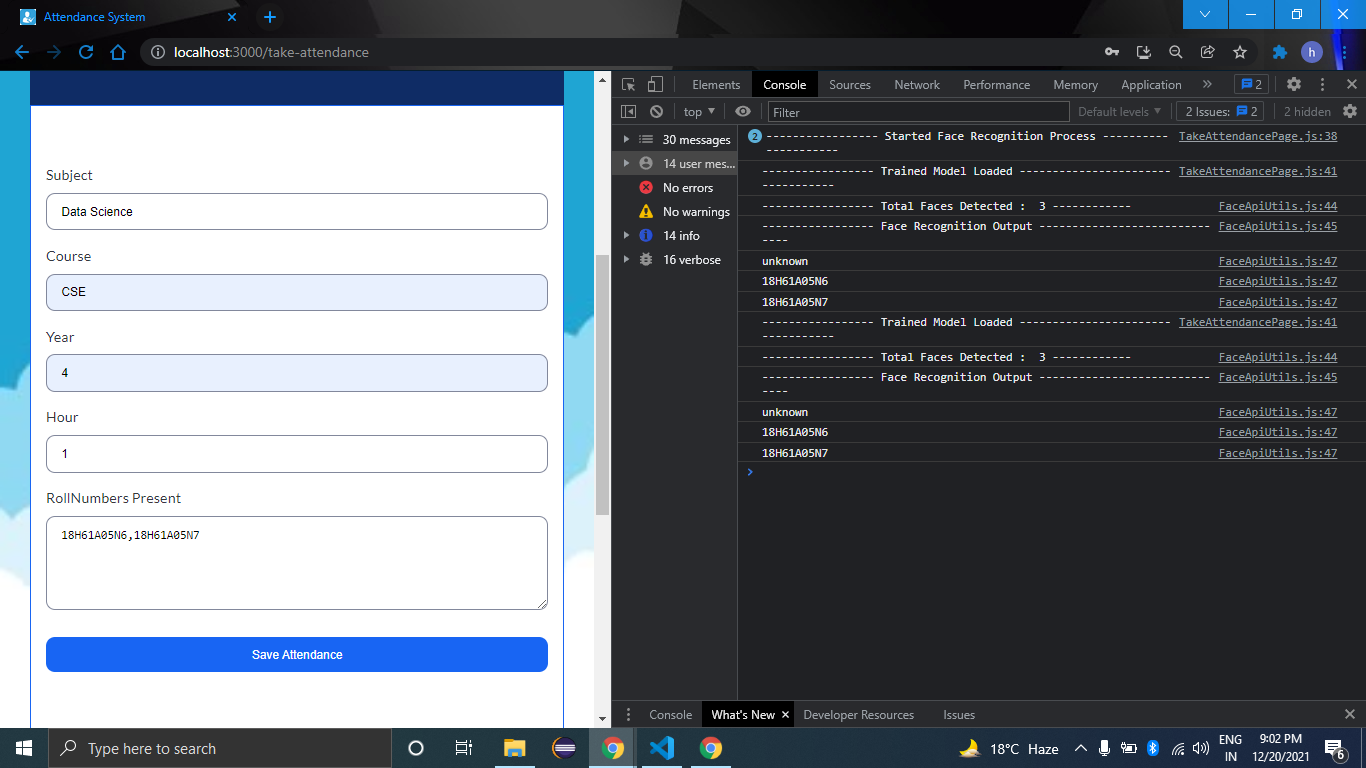 Attendance System
localhost:3000/take-attendance
h
Subject
Data Science
Course
CSE
Year
4
Hour
1
RollNumbers Present
18H61A05N6,18H61A05N7
Save Attendance
Elements Console Sources Network Performance Memory Application » 2
top ▼ Filter Default levels ▼ 2 Issues: 2 2 hidden
30 messages
14 user mes...
No errors
No warnings
14 info
16 verbose
2 ----------------- Started Face Recognition Process ---------- TakeAttendancePage.js:38
-----------
----------------- Trained Model Loaded ----------------------- TakeAttendancePage.js:41
-----------
----------------- Total Faces Detected :  3 ------------ FaceApiUtils.js:44
----------------- Face Recognition Output -------------------------- FaceApiUtils.js:45
----
unknown FaceApiUtils.js:47
18H61A05N6 FaceApiUtils.js:47
18H61A05N7 FaceApiUtils.js:47
----------------- Trained Model Loaded ----------------------- TakeAttendancePage.js:41
-----------
----------------- Total Faces Detected :  3 ------------ FaceApiUtils.js:44
----------------- Face Recognition Output -------------------------- FaceApiUtils.js:45
----
unknown FaceApiUtils.js:47
18H61A05N6 FaceApiUtils.js:47
18H61A05N7 FaceApiUtils.js:47
Console What's New Developer Resources Issues
Type here to search
18°C Haze
ENG
IN
9:02 PM
12/20/2021
6